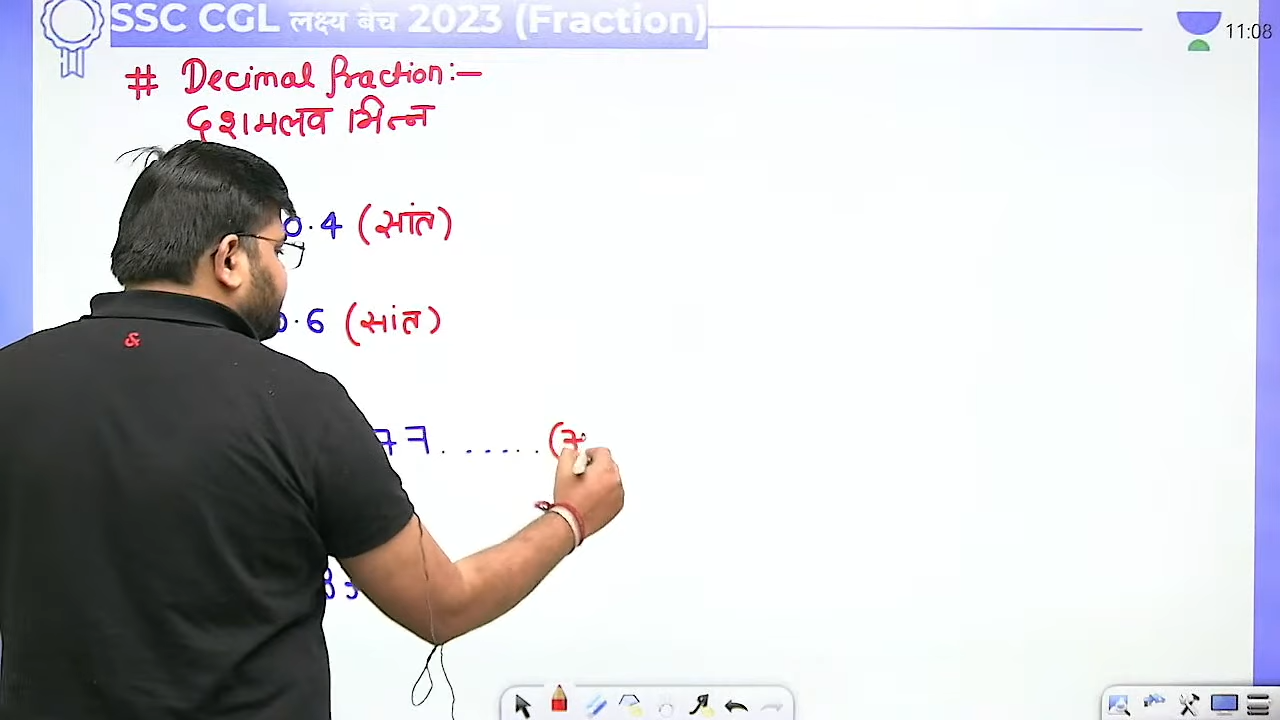 SSC CGL लक्ष्य बैच 2023 (Fraction)
11:08
# Decimal fraction:—
दशमलव भिन्न
0.4 (सांत)
0.6 (सांत)
77.......(
&